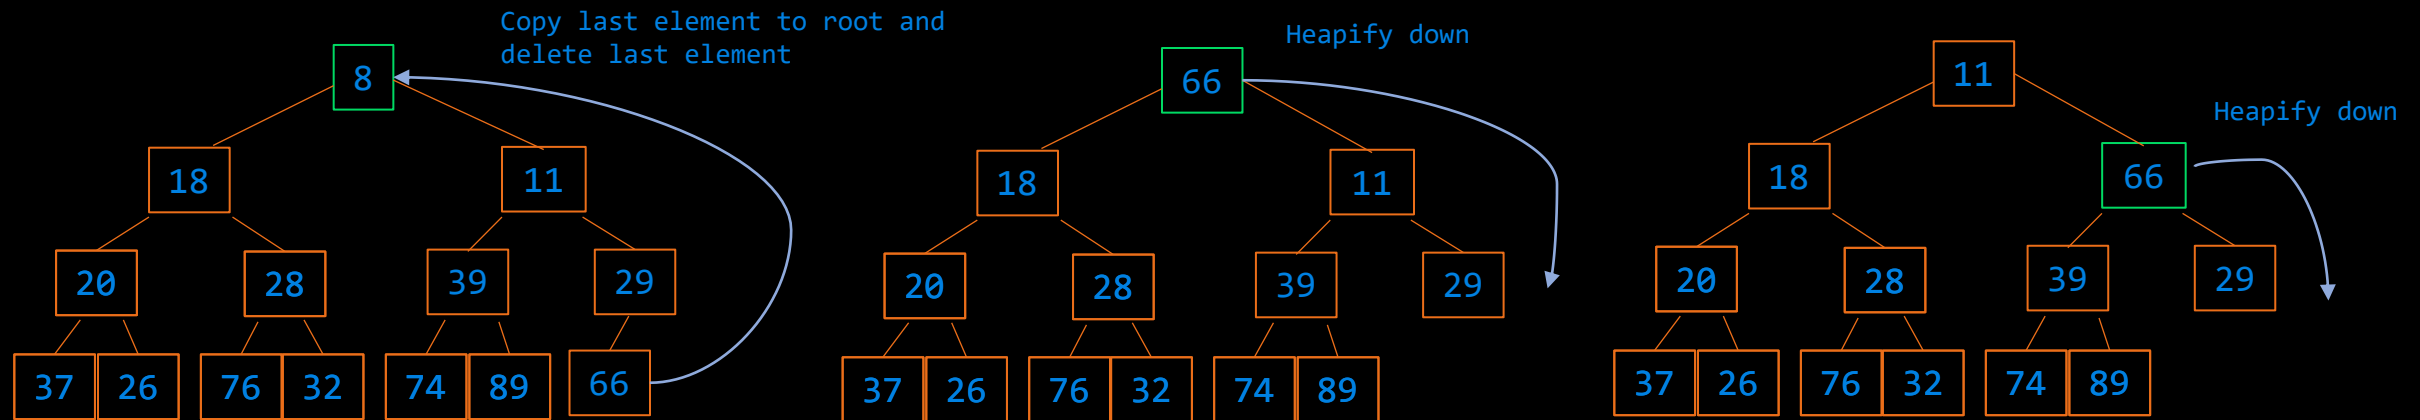 Copy last element to root and
delete last element
8
18 11
20 28 39 29
37 26 76 32 74 89 66
Heapify down
66
18 11
20 28 39 29
37 26 76 32 74 89
11
Heapify down
18 66
20 28 39 29
37 26 76 32 74 89